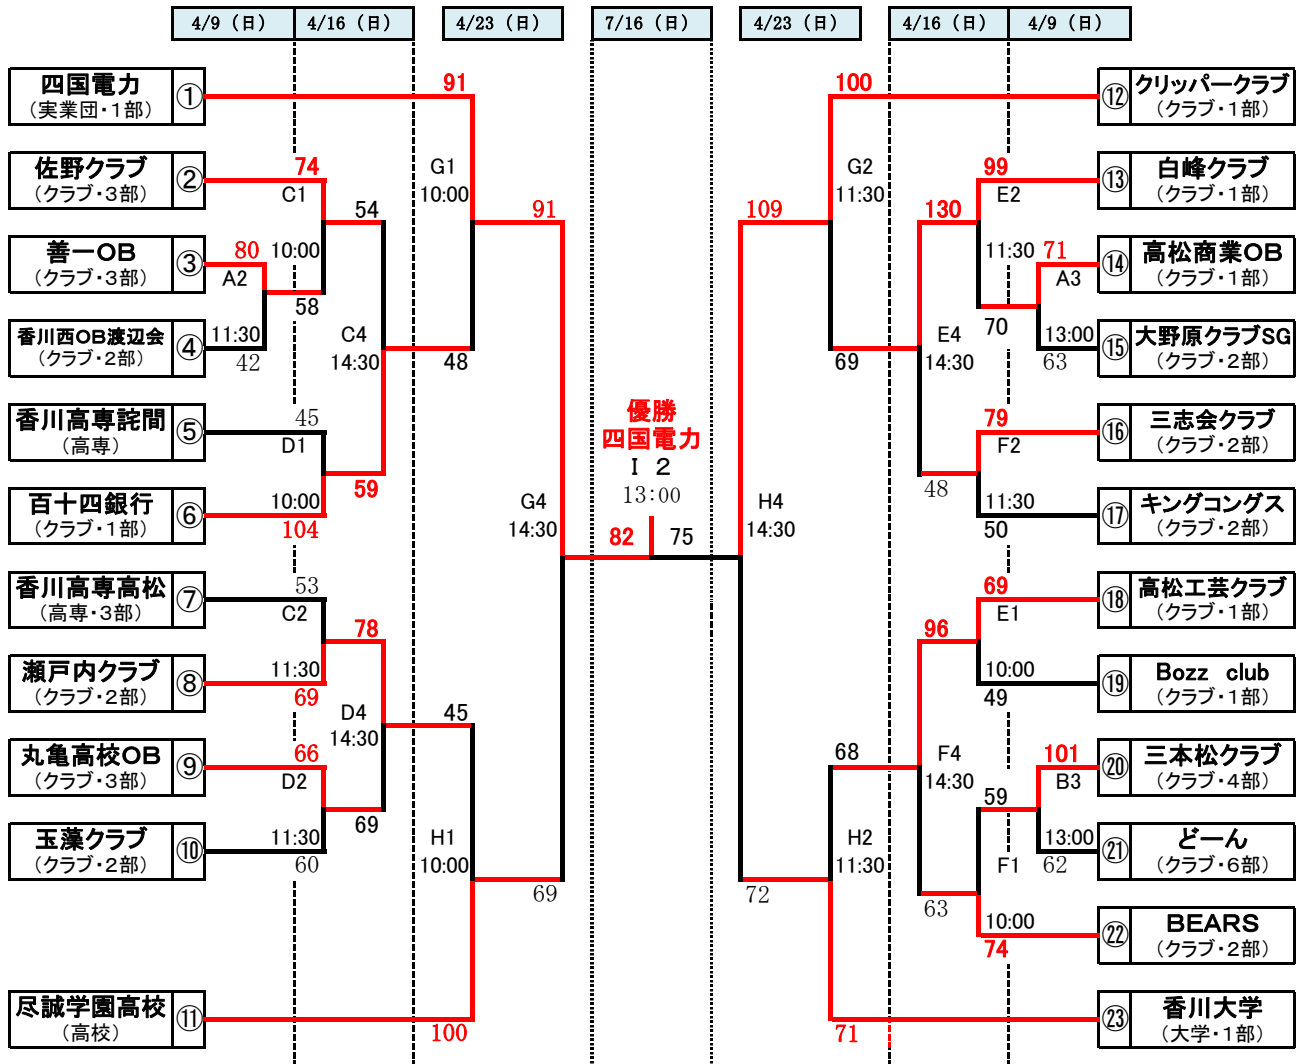 4/9（日） 4/16（日） 4/23（日） 7/16（日） 4/23（日） 4/16（日） 4/9（日）
四国電力
（実業団・1部）
①
佐野クラブ
（クラブ・3部）
②
善一OB
（クラブ・3部）
③
香川西OB渡辺会
（クラブ・2部）
④
香川高専詫間
（高専）
⑤
百十四銀行
（クラブ・1部）
⑥
香川高専高松
（高専・3部）
⑦
瀬戸内クラブ
（クラブ・2部）
⑧
丸亀高校OB
（クラブ・3部）
⑨
玉藻クラブ
（クラブ・2部）
⑩
尽誠学園高校
（高校）
⑪
91
74
C1
10:00
58
80
A2
11:30
42
54
C4
14:30
45
D1
10:00
104
59
G1
10:00
48
91
53
C2
11:30
69
78
D4
14:30
66
D2
11:30
60
69
45
H1
10:00
100
69
G4
14:30
優勝
四国電力
I 2
13:00
82 75
109
H4
14:30
72
100
G2
11:30
69
130
E4
14:30
48
99
E2
11:30
70
71
A3
13:00
63
79
F2
11:30
50
68
H2
11:30
71
96
F4
14:30
63
69
E1
10:00
49
59
F1
10:00
74
101
B3
13:00
62
⑫
クリッパークラブ
（クラブ・1部）
⑬
白峰クラブ
（クラブ・1部）
⑭
高松商業OB
（クラブ・1部）
⑮
大野原クラブSG
（クラブ・2部）
⑯
三志会クラブ
（クラブ・2部）
⑰
キングコングス
（クラブ・2部）
⑱
高松工芸クラブ
（クラブ・1部）
⑲
Bozz club
（クラブ・1部）
⑳
三本松クラブ
（クラブ・4部）
㉑
どーん
（クラブ・6部）
㉒
BEARS
（クラブ・2部）
㉓
香川大学
（大学・1部）